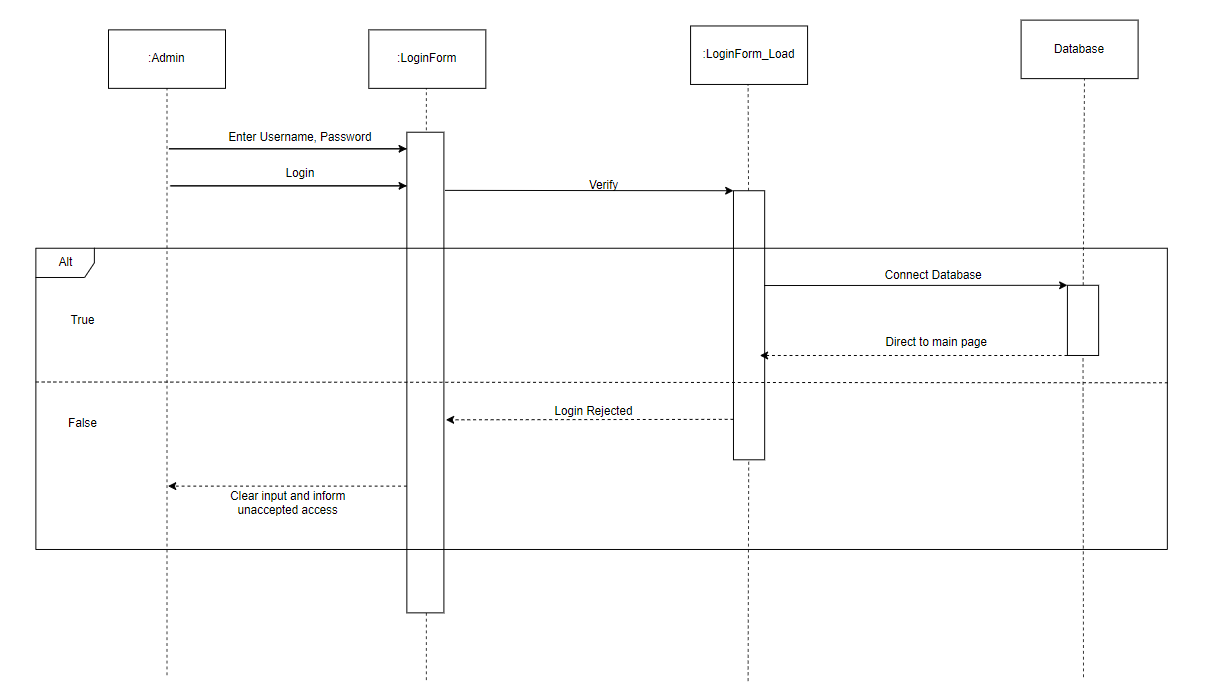 :Admin
:LoginForm
:LoginForm_Load
Database
Enter Username, Password
Login
Verify
Alt
Connect Database
True
Direct to main page
Login Rejected
False
Clear input and inform
unaccepted access